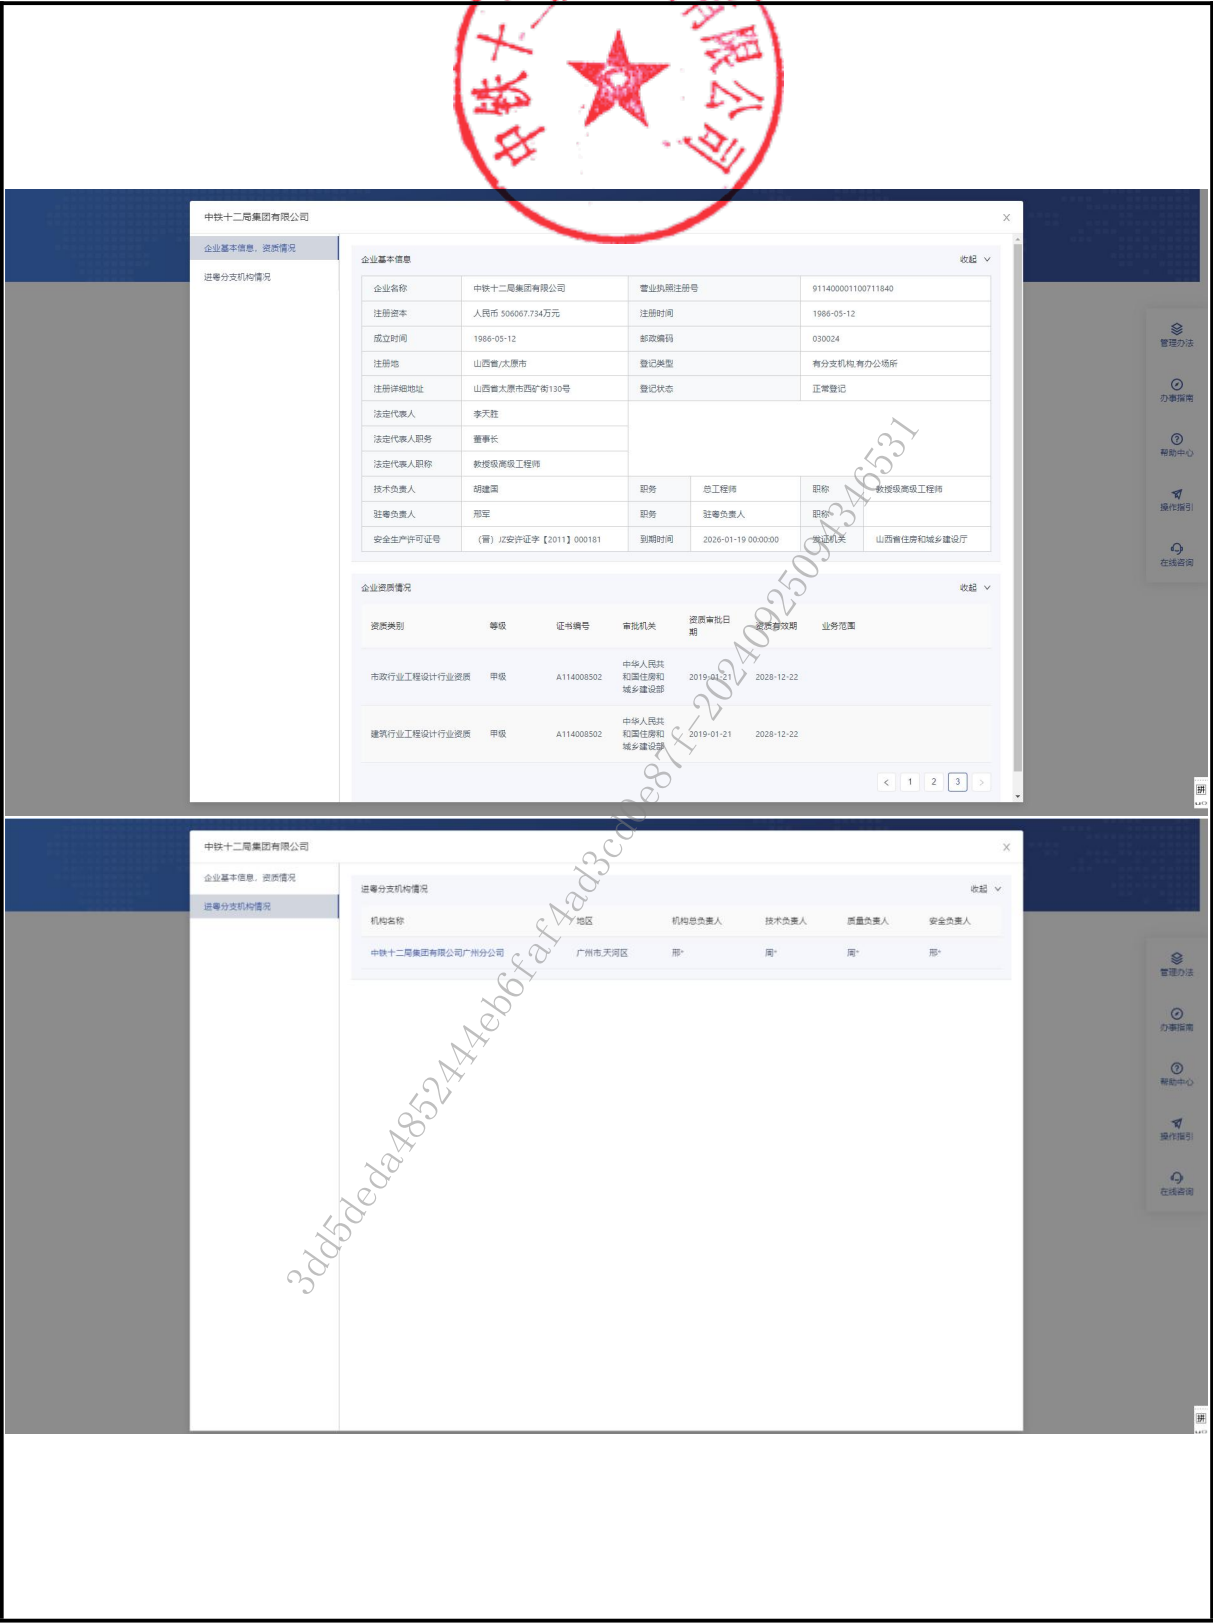 中铁十
有限公司
中铁十二局集团有限公司
企业基本信息、资质情况
进粤分支机构情况
企业基本信息 收起
企业名称 中铁十二局集团有限公司 营业执照注册号 911400001100711840
注册资本 人民币 506067.734万元 注册时间 1986-05-12
成立时间 1986-05-12 邮政编码 030024
注册地 山西省/太原市 登记类型 有分支机构,有办公场所
注册详细地址 山西省太原市西矿街130号 登记状态 正常登记
法定代表人 李天胜
法定代表人职务 董事长
法定代表人职称 教授级高级工程师
技术负责人 胡建国 职务 总工程师 职称 教授级高级工程师
驻粤负责人 邢军 职务 驻粤负责人 职称
安全生产许可证号 (晋)JZ安许证字【2011】000181 到期时间 2026-01-19 00:00:00 发证机关 山西省住房和城乡建设厅
企业资质情况 收起
资质类别 等级 证书编号 审批机关 资质审批日期 资质有效期 业务范围
市政行业工程设计行业资质 甲级 A114008502 中华人民共和国住房和城乡建设部 2019-01-21 2028-12-22
建筑行业工程设计行业资质 甲级 A114008502 中华人民共和国住房和城乡建设部 2019-01-21 2028-12-22
< 1 2 3 >
管理办法
办事指南
帮助中心
操作指引
在线咨询
拼
中铁十二局集团有限公司
企业基本信息、资质情况
进粤分支机构情况
进粤分支机构情况 收起
机构名称 地区 机构总负责人 技术负责人 质量负责人 安全负责人
中铁十二局集团有限公司广州分公司 广州市,天河区 邢* 周* 周* 邢*
管理办法
办事指南
帮助中心
操作指引
在线咨询
拼
3dd5deda4852444eb6faf4ad3cd0e87f-20240925094346531